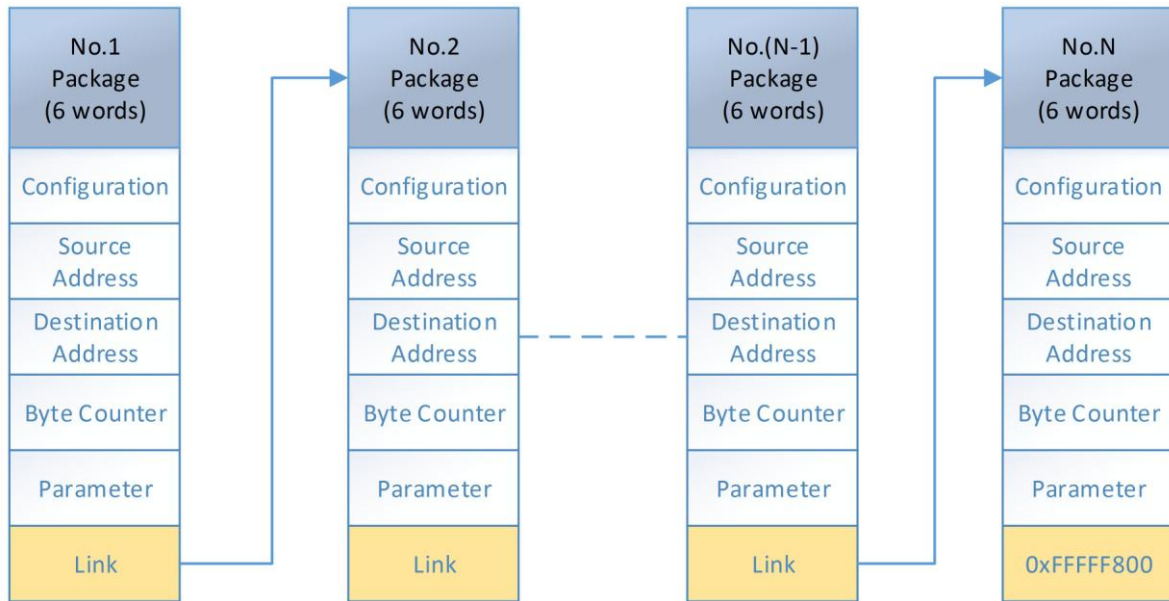 No.1
Package
(6 words)
Configuration
Source
Address
Destination
Address
Byte Counter
Parameter
Link
No.2
Package
(6 words)
Configuration
Source
Address
Destination
Address
Byte Counter
Parameter
Link
No.(N-1)
Package
(6 words)
Configuration
Source
Address
Destination
Address
Byte Counter
Parameter
Link
No.N
Package
(6 words)
Configuration
Source
Address
Destination
Address
Byte Counter
Parameter
0xFFFFF800